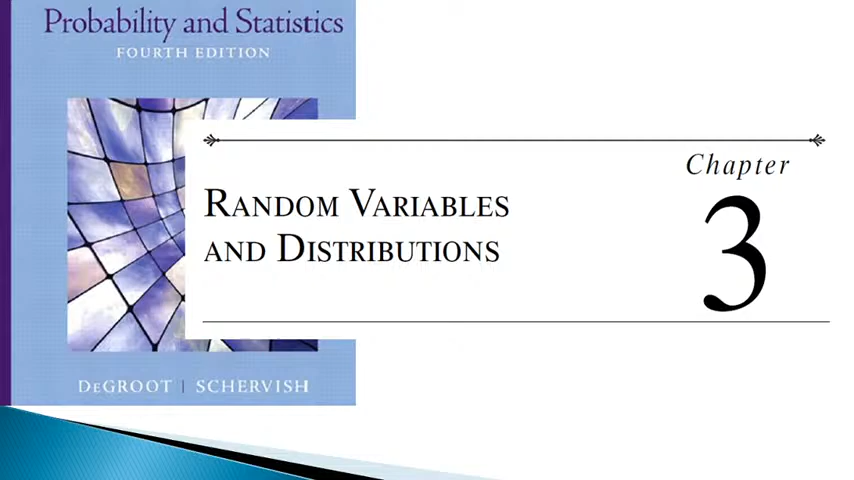 Probability and Statistics
FOURTH EDITION
Chapter
3
RANDOM VARIABLES
AND DISTRIBUTIONS
DEGROOT | SCHERVISH